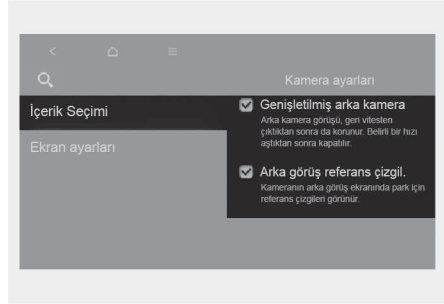 Kamera ayarları
İçerik Seçimi
Ekran ayarları
Genişletilmiş arka kamera
Arka kamera görüşü, geri vitesten
çıktıktan sonra da korunur. Belirli bir hızı
aştıktan sonra kapatılır.
Arka görüş referans çizgil.
Kameranın arka görüş ekranında park için
referans çizgileri görünür.